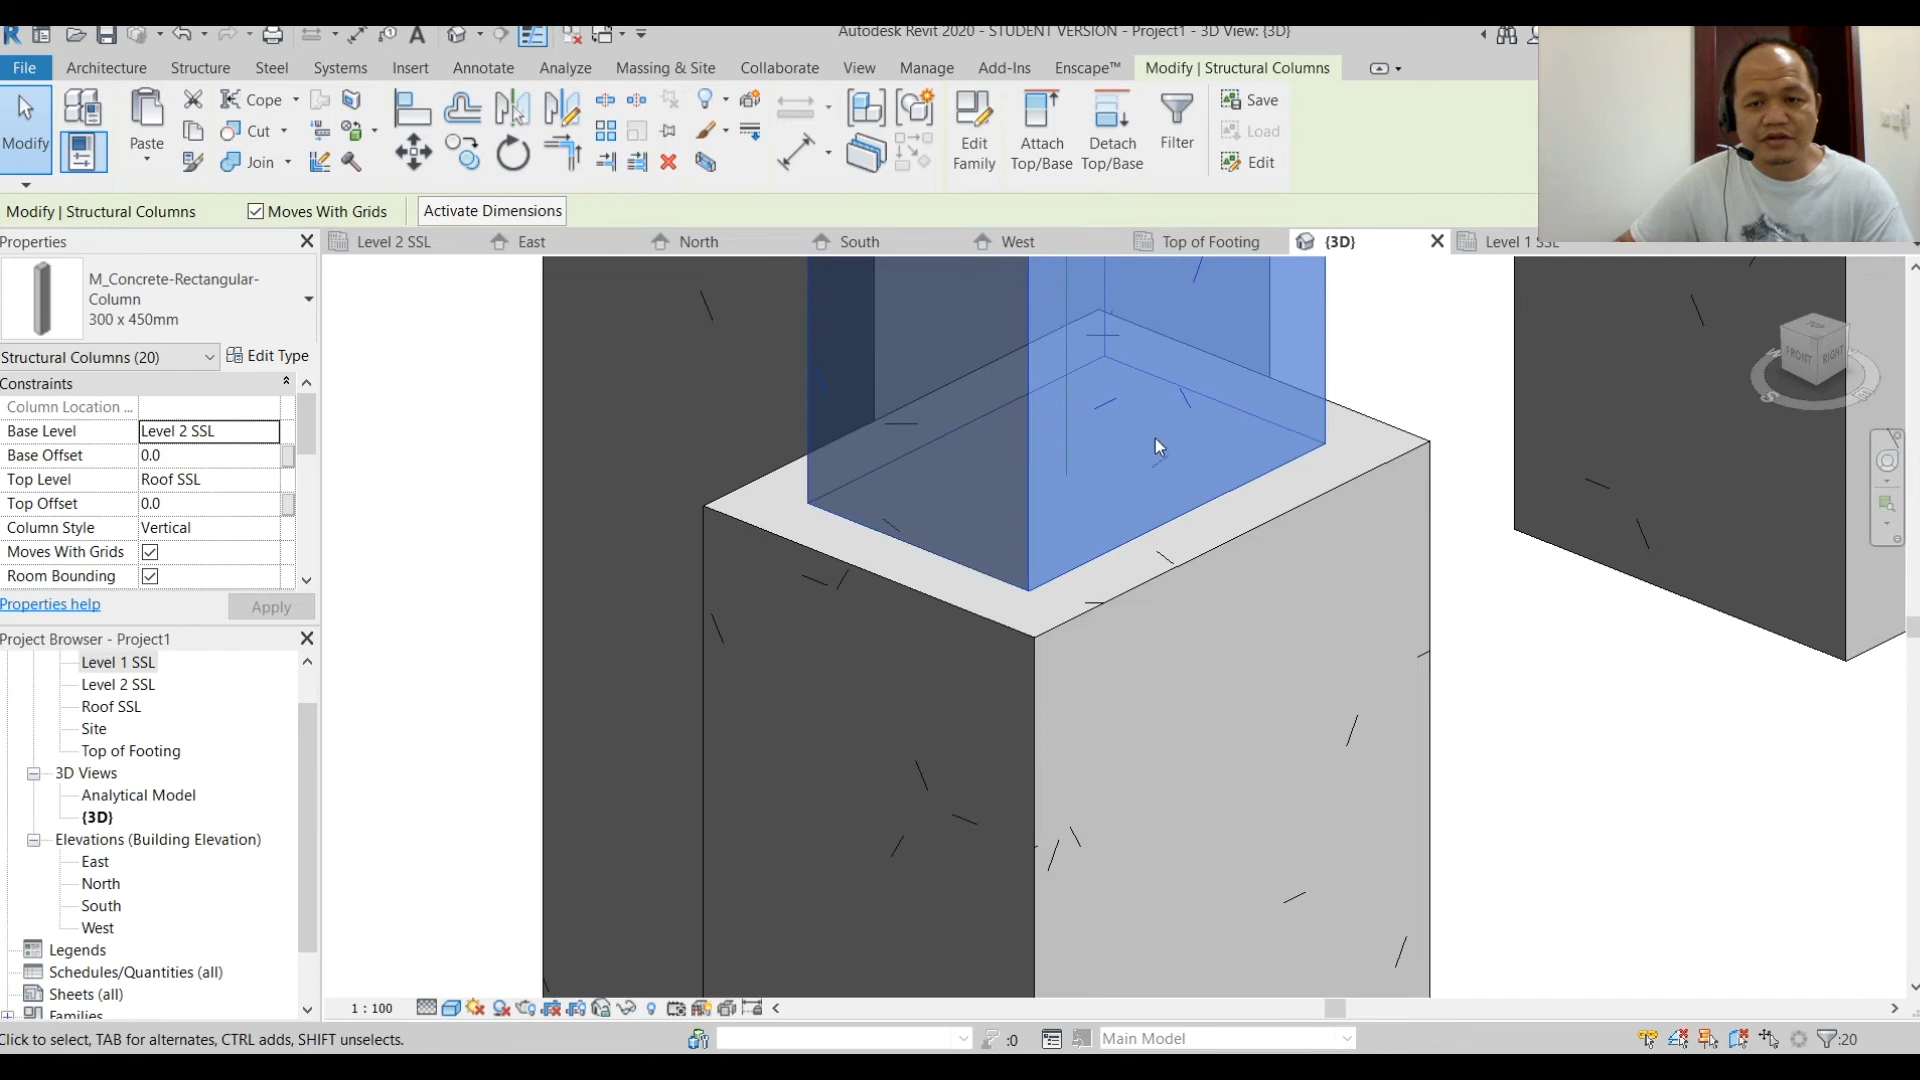 Autodesk Revit 2020 - STUDENT VERSION - Project1 - 3D View: {3D}
File Architecture Structure Steel Systems Insert Annotate Analyze Massing & Site Collaborate View Manage Add-Ins Enscape™ Modify | Structural Columns
Modify
Paste
Cope
Cut
Join
Edit Family
Attach Top/Base
Detach Top/Base
Filter
Save
Load
Edit
Modify | Structural Columns Moves With Grids Activate Dimensions
Properties
Level 2 SSL East North South West Top of Footing {3D} Level 1 SSL
M_Concrete-Rectangular-
Column
300 x 450mm
Structural Columns (20) Edit Type
Constraints
Column Location ...
Base Level Level 2 SSL
Base Offset 0.0
Top Level Roof SSL
Top Offset 0.0
Column Style Vertical
Moves With Grids
Room Bounding
Properties help Apply
TOP
FRONT RIGHT
S
Project Browser - Project1
Level 1 SSL
Level 2 SSL
Roof SSL
Site
Top of Footing
3D Views
Analytical Model
{3D}
Elevations (Building Elevation)
East
North
South
West
Legends
Schedules/Quantities (all)
Sheets (all)
Families
1 : 100
Click to select, TAB for alternates, CTRL adds, SHIFT unselects.
:0
Main Model
:20